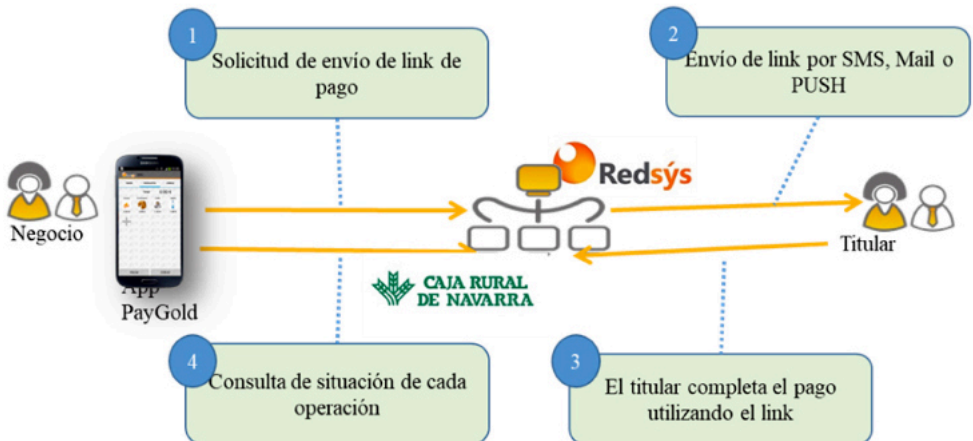 1
Solicitud de envío de link de
pago
2
Envío de link por SMS, Mail o
PUSH
Redsýs
Negocio
App
PayGold
CAJA RURAL
DE NAVARRA
Titular
4
Consulta de situación de cada
operación
3
El titular completa el pago
utilizando el link